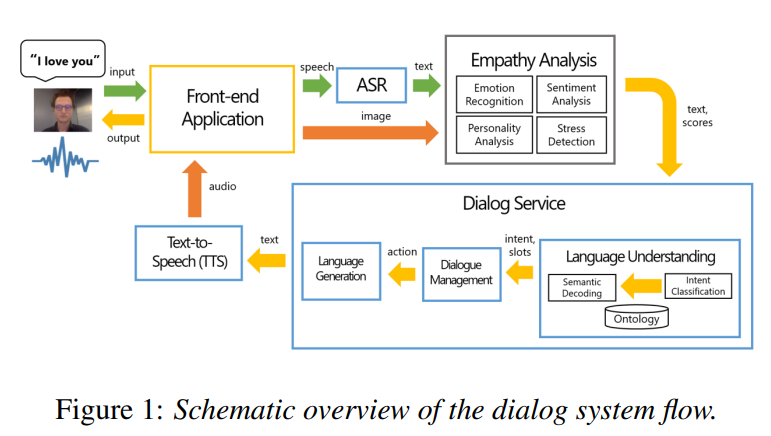 “I love you”
input
output
Front-end
Application
speech
ASR
text
image
Empathy Analysis
Emotion
Recognition
Sentiment
Analysis
Personality
Analysis
Stress
Detection
text,
scores
Dialog Service
Language Understanding
Intent
Classification
Semantic
Decoding
Ontology
intent,
slots
Dialogue
Management
action
Language
Generation
text
Text-to-
Speech (TTS)
audio
Figure 1: Schematic overview of the dialog system flow.